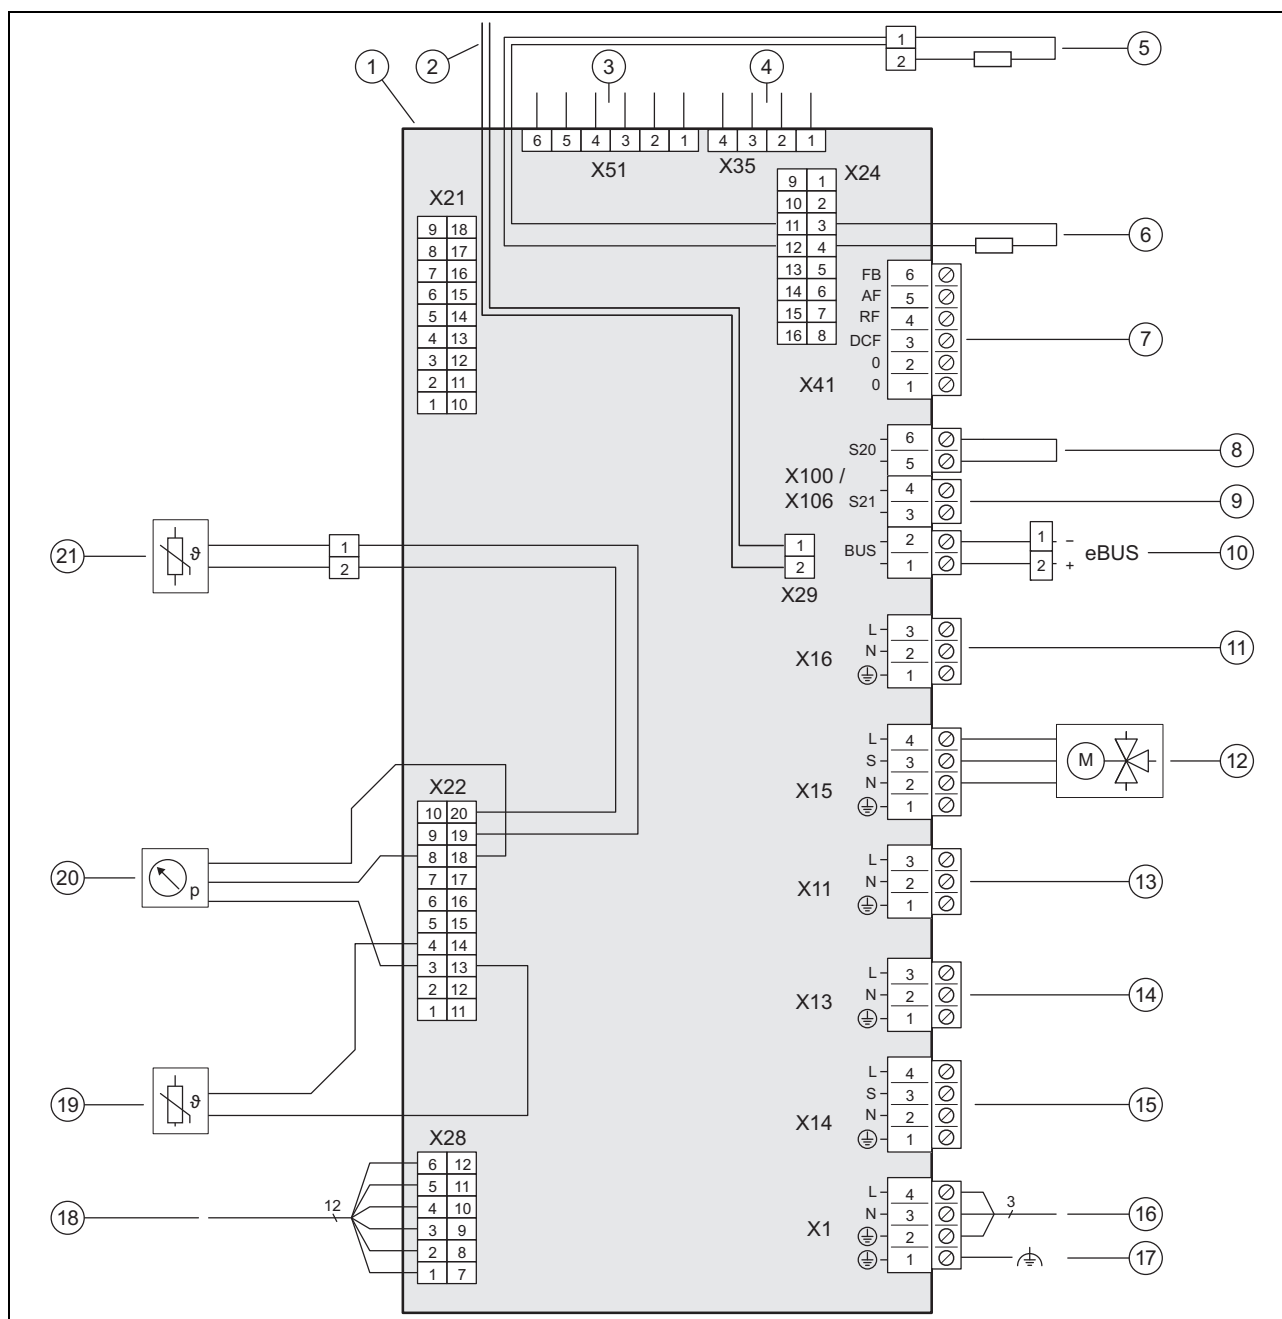 1
2
3
4
5
1
2
6 5 4 3 2 1
4 3 2 1
X51
X35
X24
9 1
10 2
11 3
12 4
13 5
14 6
15 7
16 8
6
X21
9 18
8 17
7 16
6 15
5 14
4 13
3 12
2 11
1 10
FB 6
AF 5
RF 4
DCF 3
0 2
0 1
X41
7
S20
6
5
8
X100 /
X106
S21
4
3
9
BUS
2
1
1 –
2 +
eBUS
10
1
2
X29
21
ϑ
1
2
X16
L 3
N 2
1
11
X15
L 4
S 3
N 2
1
M
12
X22
10 20
9 19
8 18
7 17
6 16
5 15
4 14
3 13
2 12
1 11
20
p
X11
L 3
N 2
1
13
X13
L 3
N 2
1
14
19
ϑ
X14
L 4
S 3
N 2
1
15
X28
6 12
5 11
4 10
3 9
2 8
1 7
18
12
X1
L 4
N 3
2
1
3
16
17